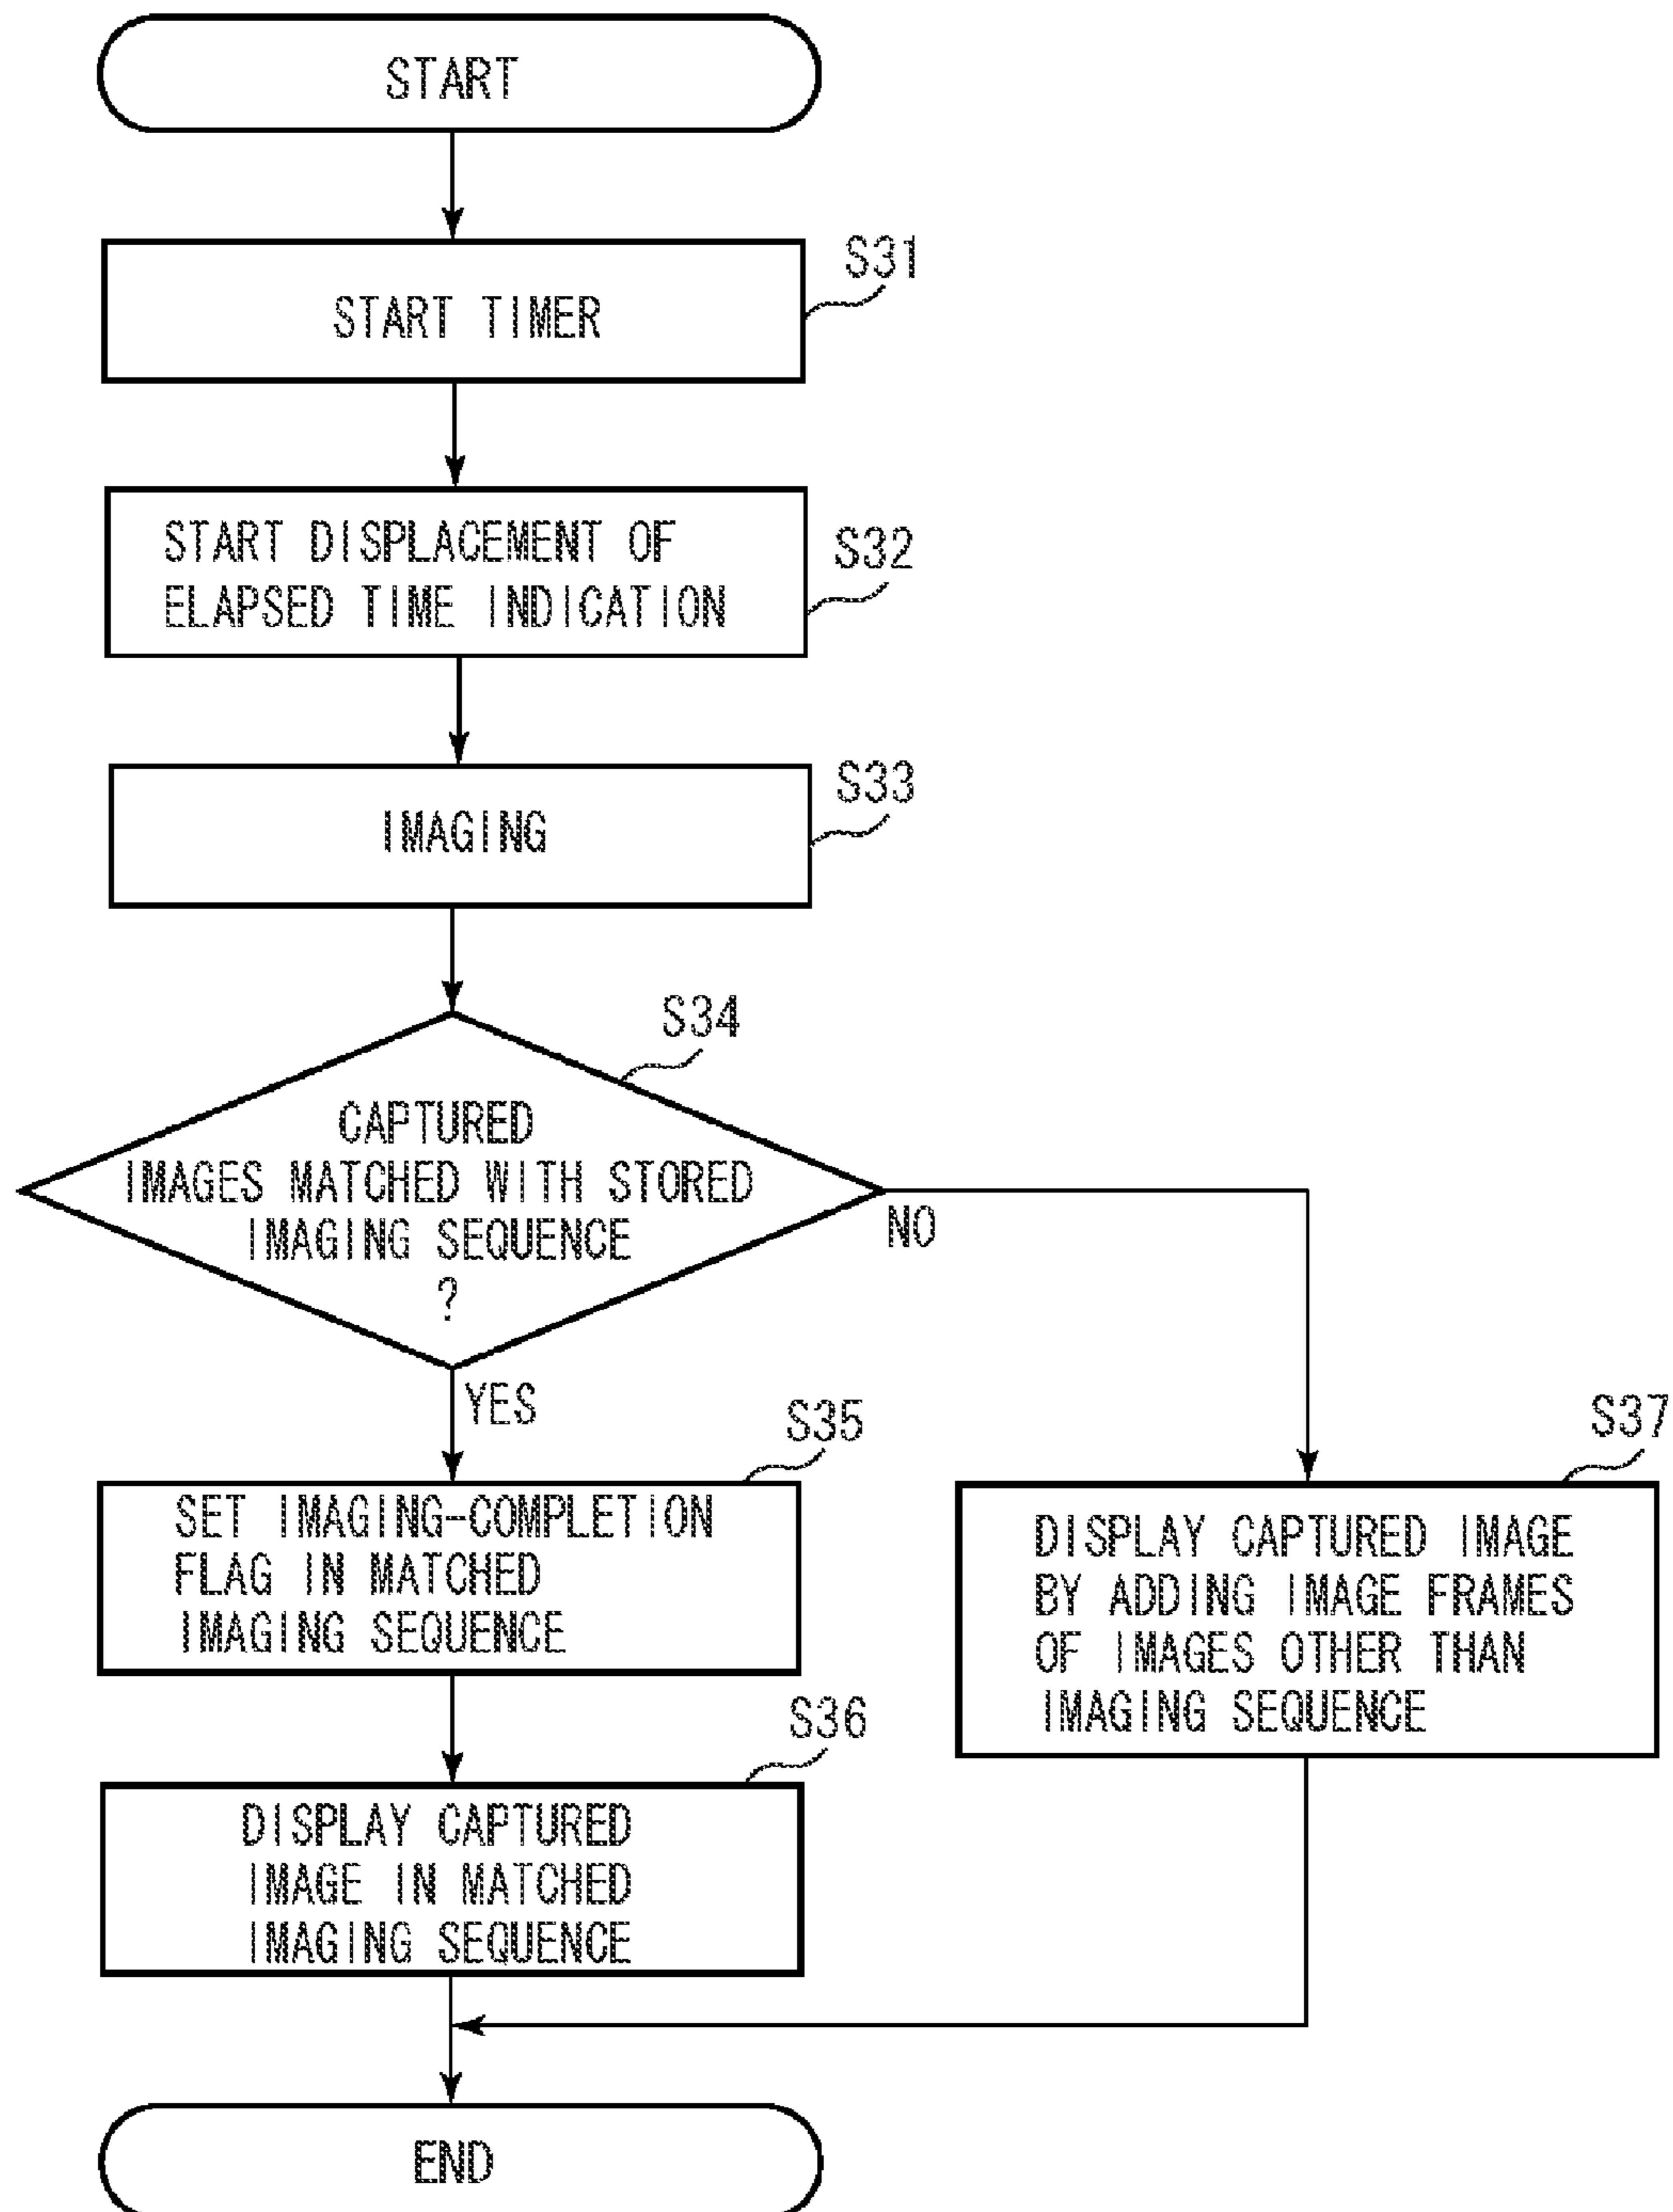 START
S31
START TIMER
S32
START DISPLACEMENT OF
ELAPSED TIME INDICATION
S33
IMAGING
S34
CAPTURED
IMAGES MATCHED WITH STORED
IMAGING SEQUENCE
?
NO
YES
S35
SET IMAGING-COMPLETION
FLAG IN MATCHED
IMAGING SEQUENCE
S37
DISPLAY CAPTURED IMAGE
BY ADDING IMAGE FRAMES
OF IMAGES OTHER THAN
IMAGING SEQUENCE
S36
DISPLAY CAPTURED
IMAGE IN MATCHED
IMAGING SEQUENCE
END